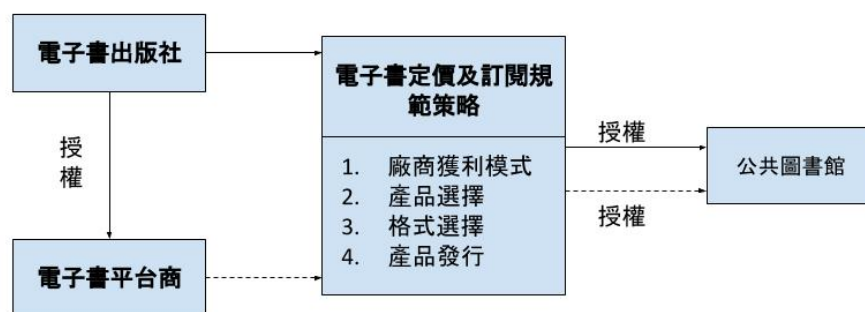 電子書出版社
授
權
電子書平台商
電子書定價及訂閱規
範策略
1. 廠商獲利模式
2. 產品選擇
3. 格式選擇
4. 產品發行
授權
授權
公共圖書館